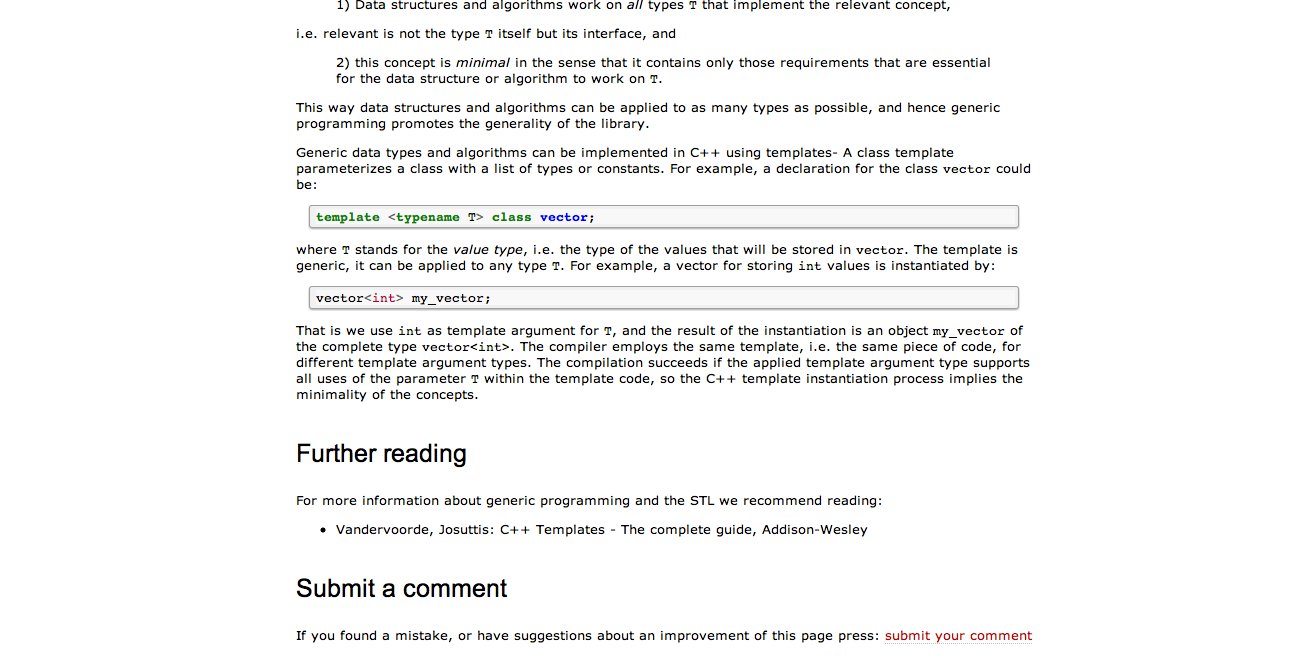 1) Data structures and algorithms work on all types T that implement the relevant concept,
i.e. relevant is not the type T itself but its interface, and
2) this concept is minimal in the sense that it contains only those requirements that are essential
for the data structure or algorithm to work on T.
This way data structures and algorithms can be applied to as many types as possible, and hence generic
programming promotes the generality of the library.
Generic data types and algorithms can be implemented in C++ using templates- A class template
parameterizes a class with a list of types or constants. For example, a declaration for the class vector could
be:
template <typename T> class vector;
where T stands for the value type, i.e. the type of the values that will be stored in vector. The template is
generic, it can be applied to any type T. For example, a vector for storing int values is instantiated by:
vector<int> my_vector;
That is we use int as template argument for T, and the result of the instantiation is an object my_vector of
the complete type vector<int>. The compiler employs the same template, i.e. the same piece of code, for
different template argument types. The compilation succeeds if the applied template argument type supports
all uses of the parameter T within the template code, so the C++ template instantiation process implies the
minimality of the concepts.
Further reading
For more information about generic programming and the STL we recommend reading:
• Vandervoorde, Josuttis: C++ Templates - The complete guide, Addison-Wesley
Submit a comment
If you found a mistake, or have suggestions about an improvement of this page press: submit your comment